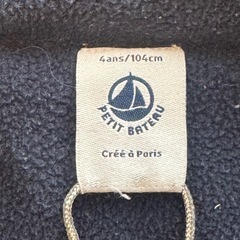 4ans/104cm
PETIT BATEAU
Créé à Paris